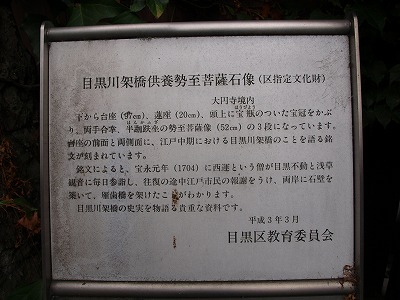 目黒川架橋供養勢至菩薩石像(区指定文化財)
大円寺境内
下から台座(97cm)、蓮座(20cm)、頭上に宝瓶のついた宝冠をかぶ
り、両手合掌、半跏趺坐の勢至菩薩像(52cm)の3段になっています。
台座の前面と両側面に、江戸中期における目黒川架橋のことを語る銘
文が刻まれています。
銘文によると、宝永元年(1704)に西運という僧が目黒不動と浅草
観音に毎日参詣し、往復の途中江戸市民の報謝をうけ、両岸に石壁を
築いて、雁歯橋を架けたことがわかります。
目黒川架橋の史実を物語る貴重な資料です。
平成3年3月
目黒区教育委員会